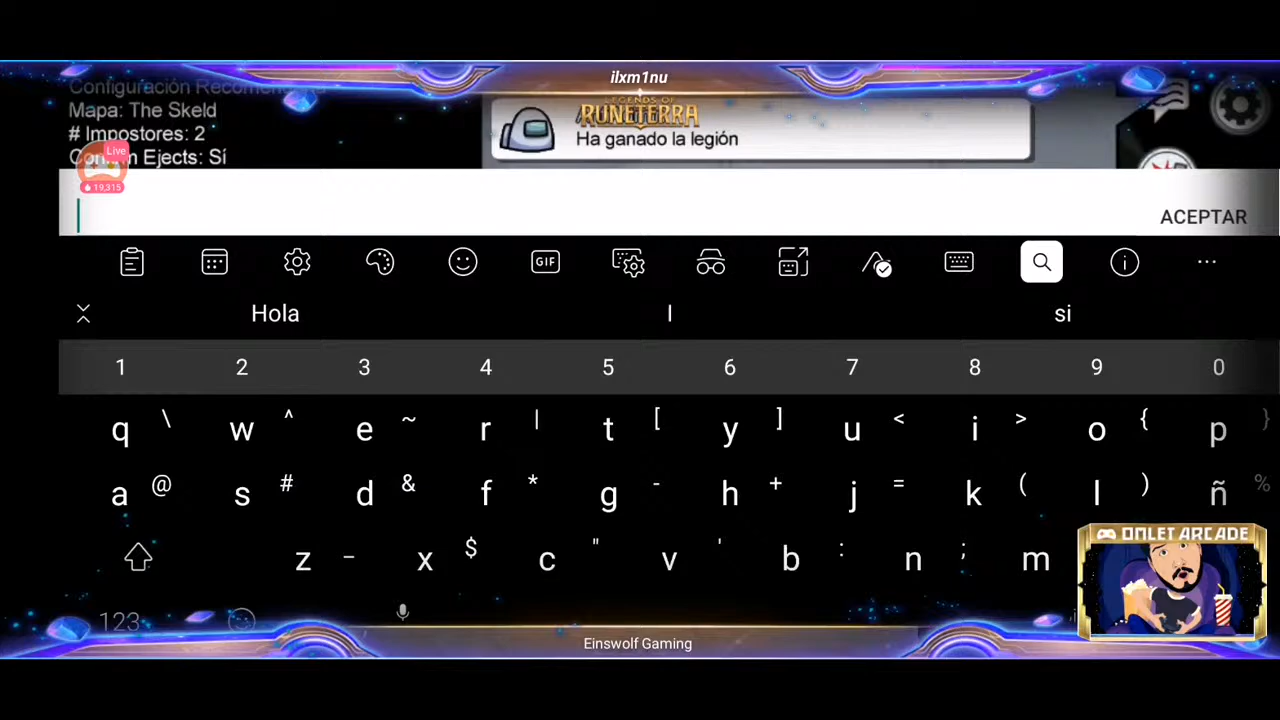 ilxm1nu
Configuración Recomendada
Mapa: The Skeld
# Impostores: 2
Confirm Ejects: Sí
Live
19,315
LEGENDS OF
RUNETERRA
Ha ganado la legión
ACEPTAR
GIF
Hola
I
si
1 2 3 4 5 6 7 8 9 0
q \ w ^ e ~ r | t [ y ] u < i > o { p }
a @ s # d & f * g - h + j = k ( l ) ñ %
z _ x $ c " v ' b : n ; m
123
OMLET ARCADE
Einswolf Gaming